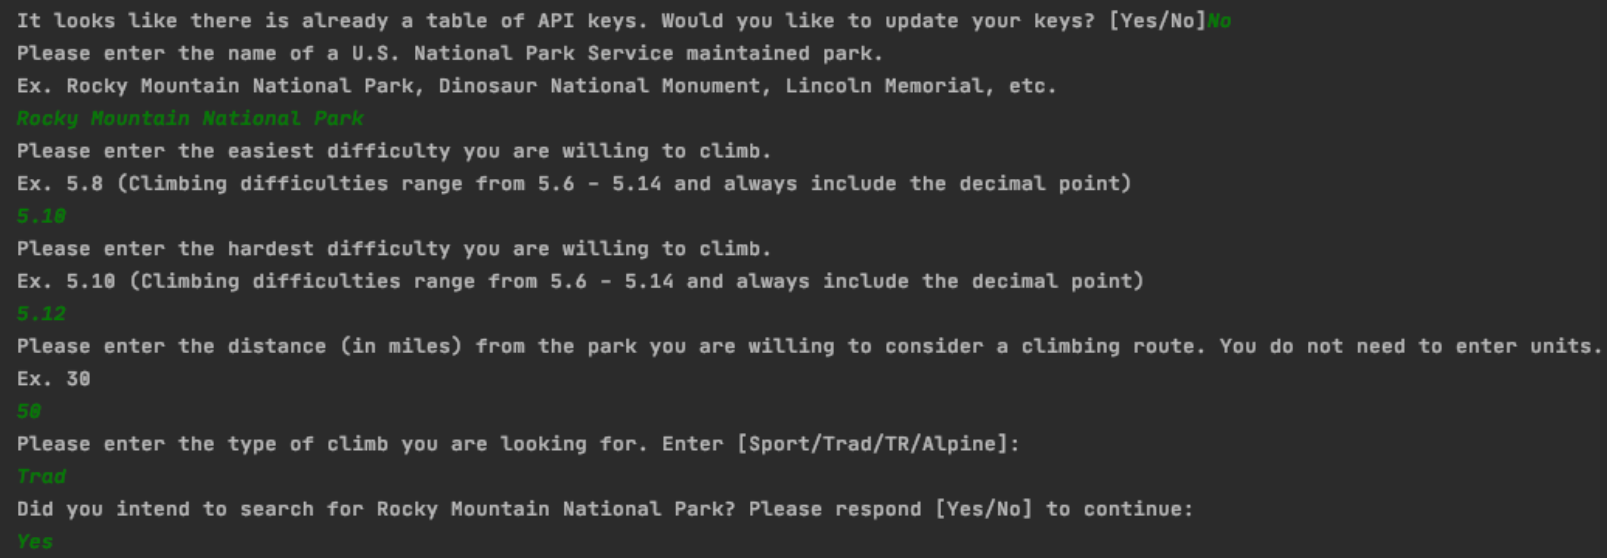 It looks like there is already a table of API keys. Would you like to update your keys? [Yes/No]No
Please enter the name of a U.S. National Park Service maintained park.
Ex. Rocky Mountain National Park, Dinosaur National Monument, Lincoln Memorial, etc.
Rocky Mountain National Park
Please enter the easiest difficulty you are willing to climb.
Ex. 5.8 (Climbing difficulties range from 5.6 - 5.14 and always include the decimal point)
5.10
Please enter the hardest difficulty you are willing to climb.
Ex. 5.10 (Climbing difficulties range from 5.6 - 5.14 and always include the decimal point)
5.12
Please enter the distance (in miles) from the park you are willing to consider a climbing route. You do not need to enter units.
Ex. 30
50
Please enter the type of climb you are looking for. Enter [Sport/Trad/TR/Alpine]:
Trad
Did you intend to search for Rocky Mountain National Park? Please respond [Yes/No] to continue:
Yes